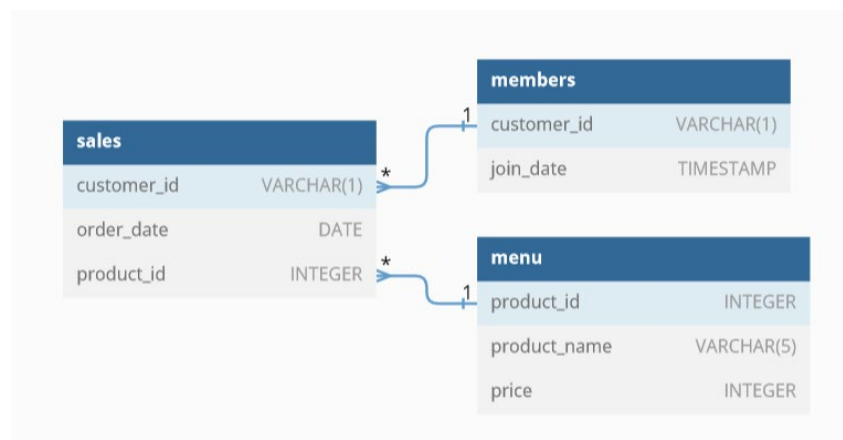 sales
customer_id VARCHAR(1)
order_date DATE
product_id INTEGER
*
*
1
1
members
customer_id VARCHAR(1)
join_date TIMESTAMP
menu
product_id INTEGER
product_name VARCHAR(5)
price INTEGER